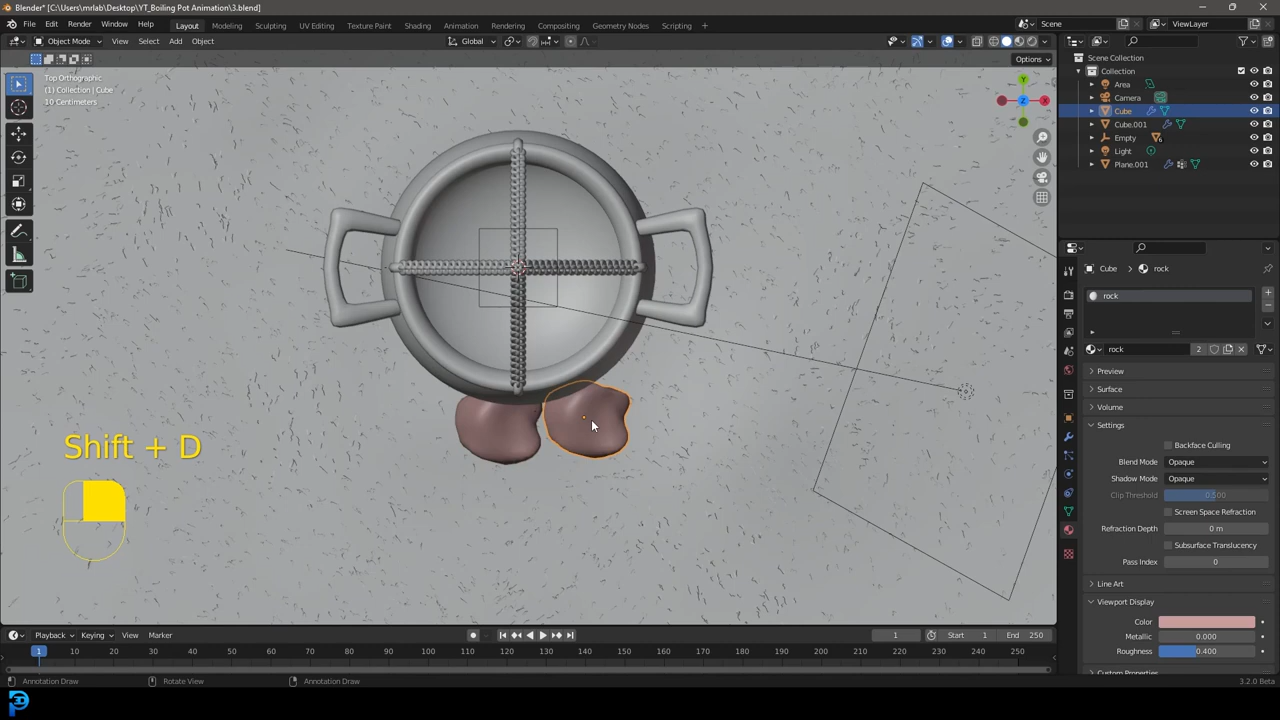 Blender* [C:\Users\mrlab\Desktop\YT_Boiling Pot Animation\3.blend]
File Edit Render Window Help Layout Modeling Sculpting UV Editing Texture Paint Shading Animation Rendering Compositing Geometry Nodes Scripting + Scene ViewLayer
Object Mode View Select Add Object Global
Options
Top Orthographic
(1) Collection | Cube
10 Centimeters
Y
Z
X
Shift + D
Scene Collection
Collection
Area
Camera
Cube
Cube.001
Empty 6
Light
Plane.001
Cube > rock
rock
rock 2
Preview
Surface
Volume
Settings
Backface Culling
Blend Mode Opaque
Shadow Mode Opaque
Clip Threshold 0.500
Screen Space Refraction
Refraction Depth 0 m
Subsurface Translucency
Pass Index 0
Line Art
Viewport Display
Color
Metallic 0.000
Roughness 0.400
Custom Properties
Playback Keying View Marker 1 Start 1 End 250
1 10 20 30 40 50 60 70 80 90 100 110 120 130 140 150 160 170 180 190 200 210 220 230 240 250
Annotation Draw Rotate View Annotation Draw 3.2.0 Beta